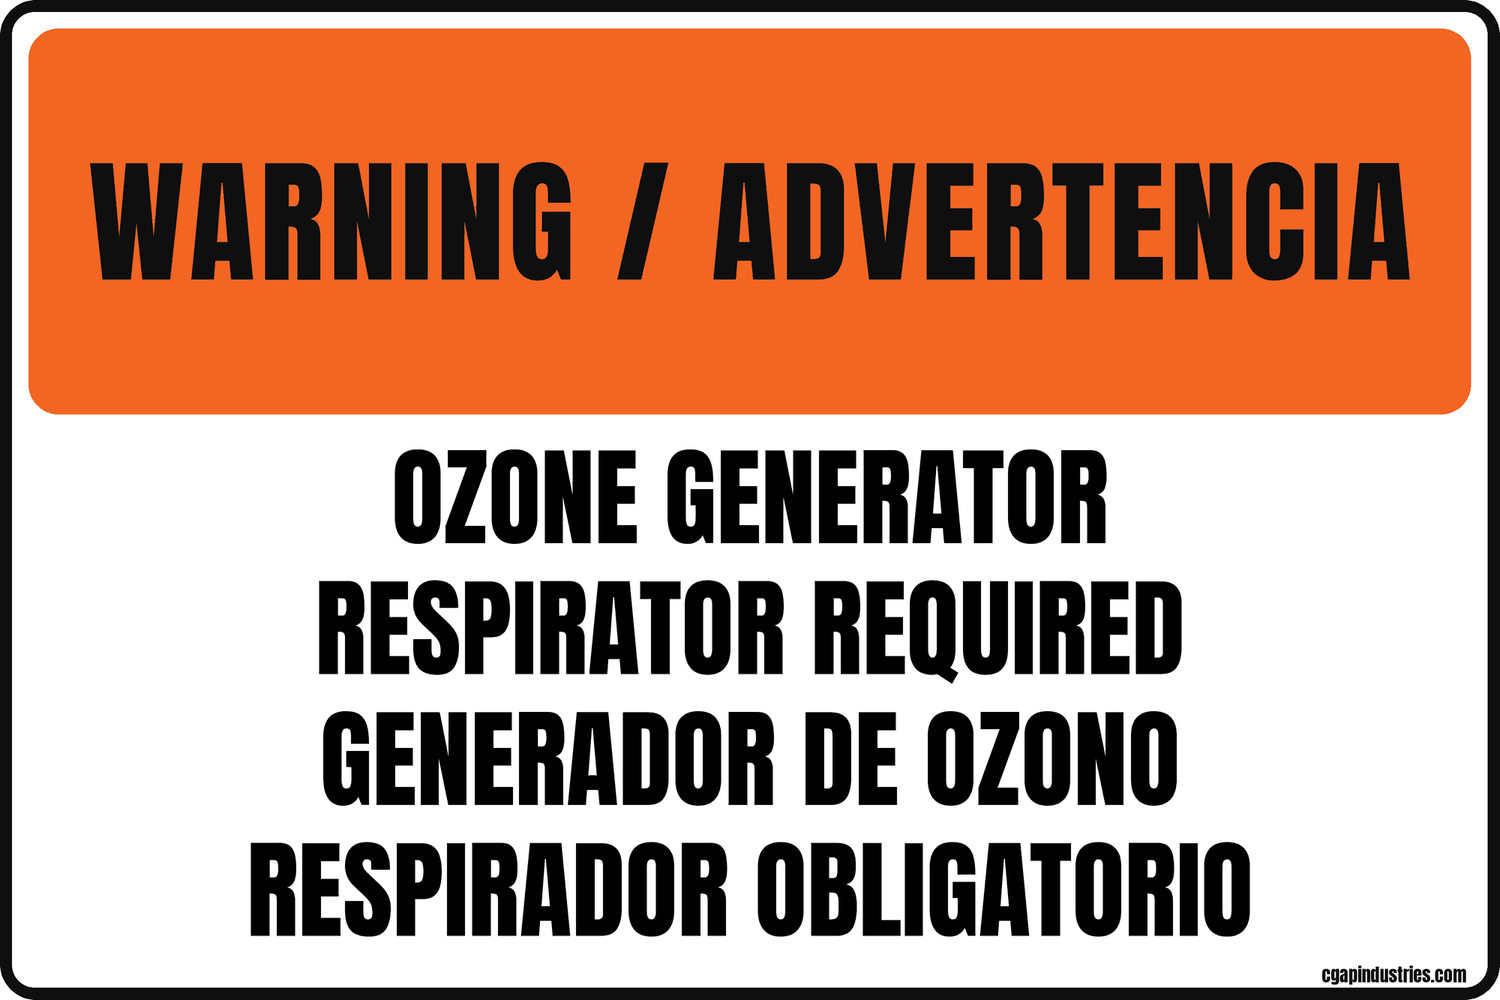 WARNING / ADVERTENCIA
OZONE GENERATOR
RESPIRATOR REQUIRED
GENERADOR DE OZONO
RESPIRADOR OBLIGATORIO
cgapindustries.com